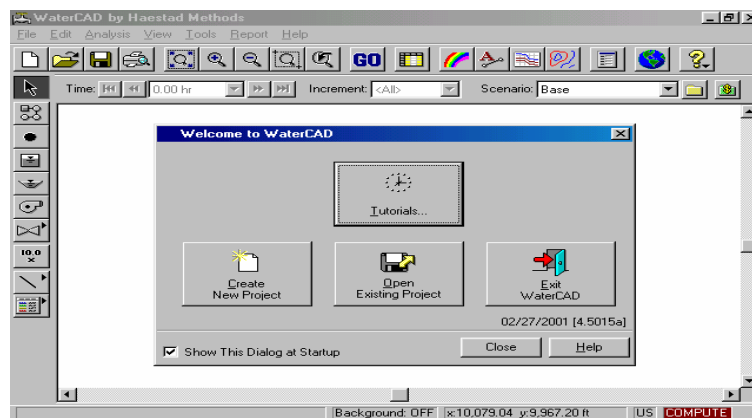 WaterCAD by Haestad Methods
File Edit Analysis View Tools Report Help
GO
Time: 0.00 hr Increment: <All> Scenario: Base
Welcome to WaterCAD
Tutorials...
Create New Project
Open Existing Project
Exit WaterCAD
02/27/2001 [4.5015a]
Show This Dialog at Startup Close Help
10.0
Background: OFF x:10,079.04 y:9,967.20 ft US COMPUTE